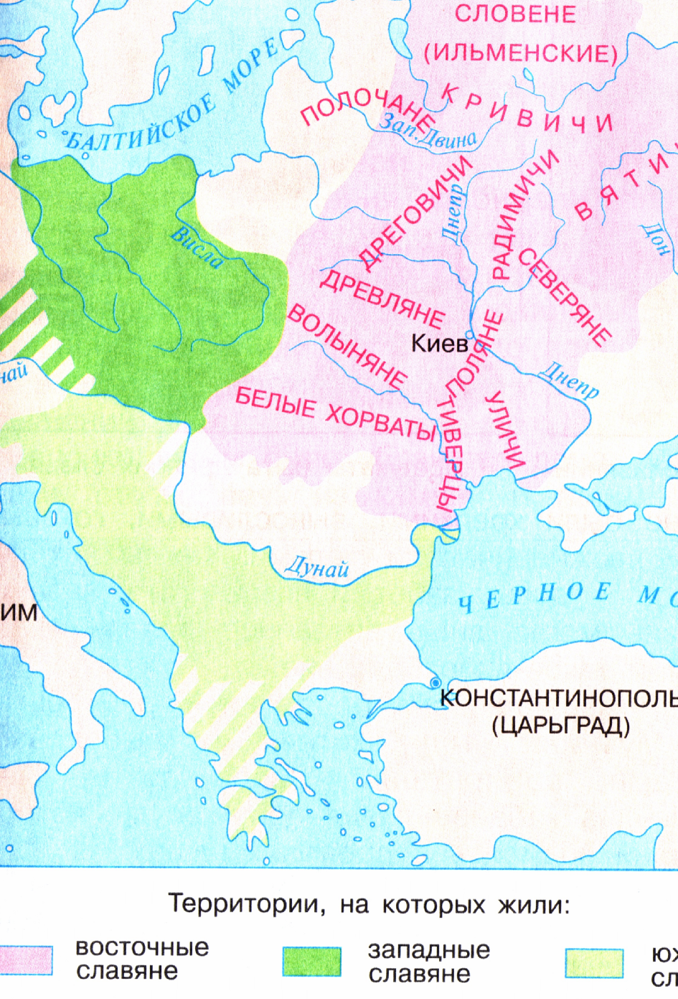 СЛОВЕНЕ
(ИЛЬМЕНСКИЕ)
БАЛТИЙСКОЕ МОРЕ
ПОЛОЧАНЕ
КРИВИЧИ
Зап. Двина
ВЯТИ
ДРЕГОВИЧИ
Днепр
РАДИМИЧИ
Дон
Висла
СЕВЕРЯНЕ
ДРЕВЛЯНЕ
ВОЛЫНЯНЕ
Киев
ПОЛЯНЕ
Днепр
най
БЕЛЫЕ ХОРВАТЫ
ТИВЕРЦЫ
УЛИЧИ
Дунай
ЧЕРНОЕ МО
ИМ
КОНСТАНТИНОПОЛЬ
(ЦАРЬГРАД)
Территории, на которых жили:
восточные
славяне
западные
славяне
юж
сл